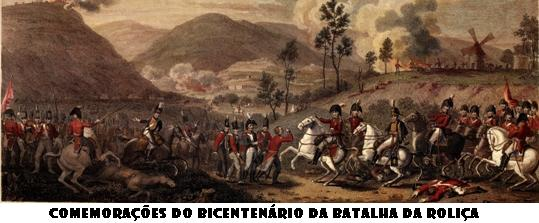 COMEMORAÇÕES DO BICENTENÁRIO DA BATALHA DA ROLIÇA